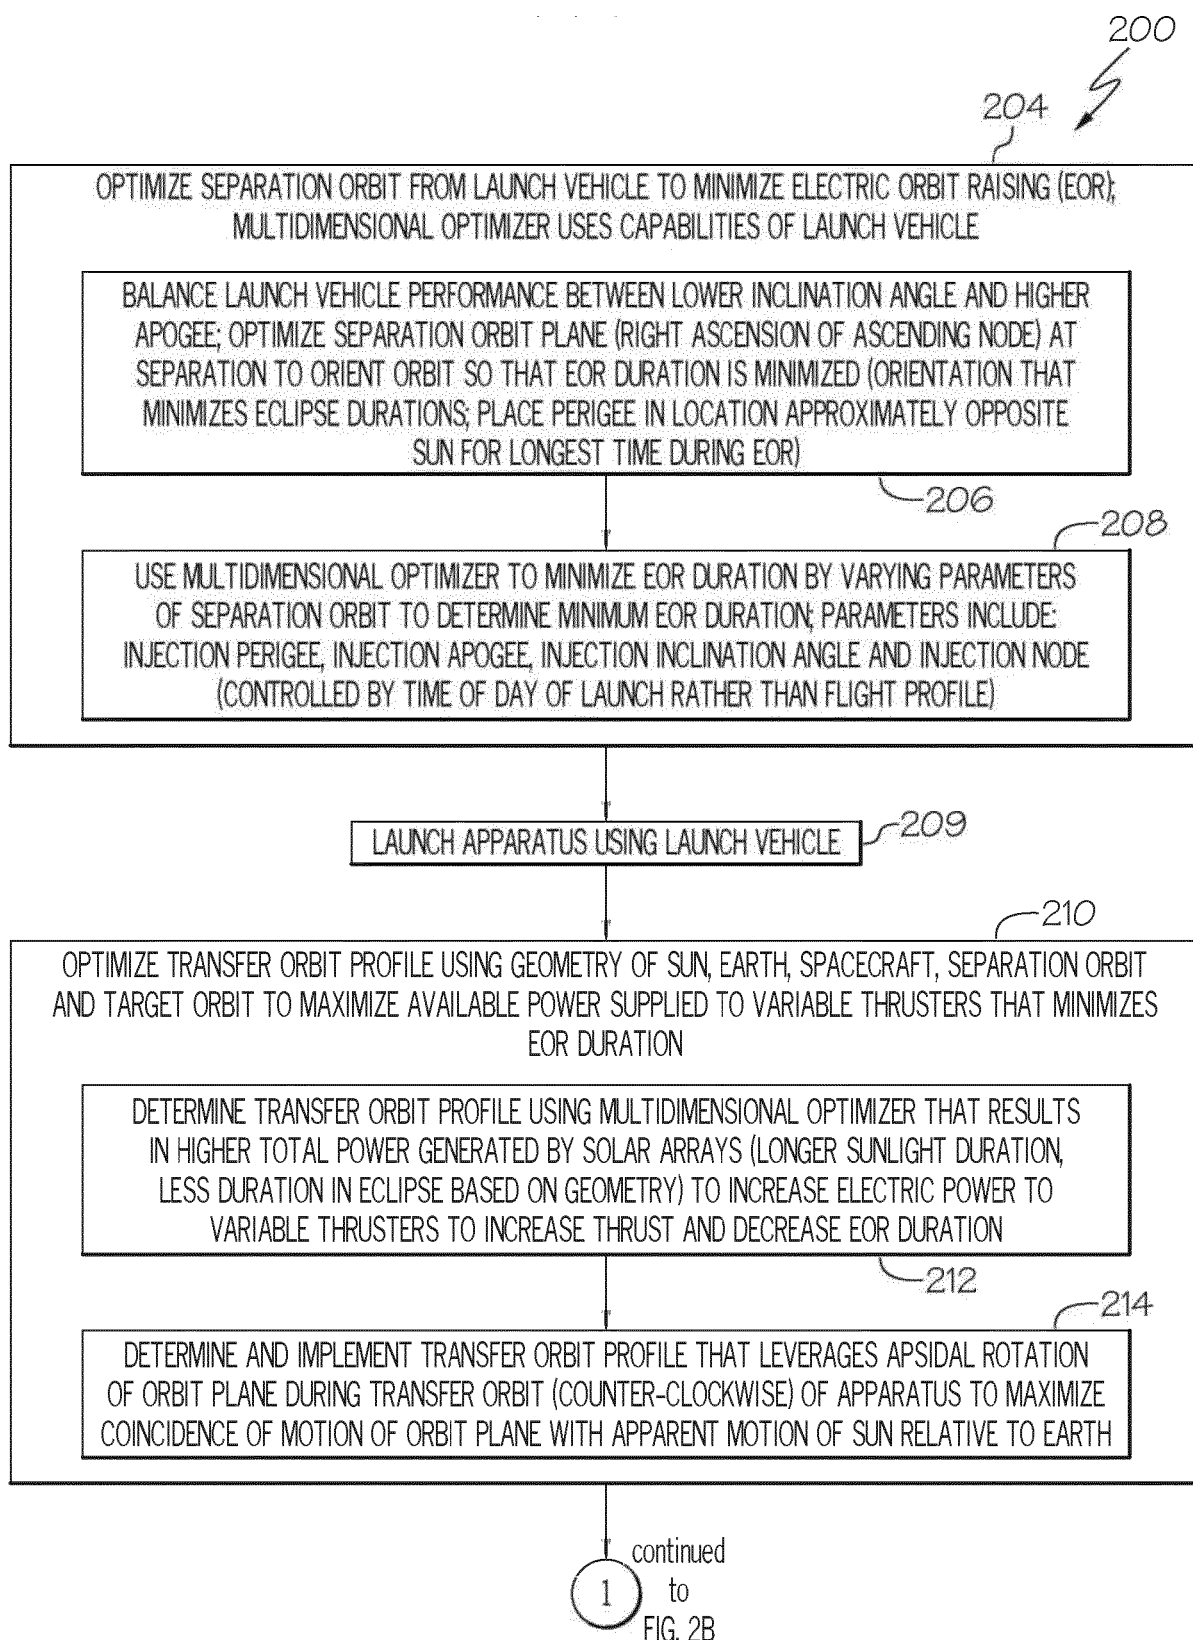 200
204
OPTIMIZE SEPARATION ORBIT FROM LAUNCH VEHICLE TO MINIMIZE ELECTRIC ORBIT RAISING (EOR);
MULTIDIMENSIONAL OPTIMIZER USES CAPABILITIES OF LAUNCH VEHICLE
BALANCE LAUNCH VEHICLE PERFORMANCE BETWEEN LOWER INCLINATION ANGLE AND HIGHER
APOGEE; OPTIMIZE SEPARATION ORBIT PLANE (RIGHT ASCENSION OF ASCENDING NODE) AT
SEPARATION TO ORIENT ORBIT SO THAT EOR DURATION IS MINIMIZED (ORIENTATION THAT
MINIMIZES ECLIPSE DURATIONS; PLACE PERIGEE IN LOCATION APPROXIMATELY OPPOSITE
SUN FOR LONGEST TIME DURING EOR)
206
208
USE MULTIDIMENSIONAL OPTIMIZER TO MINIMIZE EOR DURATION BY VARYING PARAMETERS
OF SEPARATION ORBIT TO DETERMINE MINIMUM EOR DURATION; PARAMETERS INCLUDE:
INJECTION PERIGEE, INJECTION APOGEE, INJECTION INCLINATION ANGLE AND INJECTION NODE
(CONTROLLED BY TIME OF DAY OF LAUNCH RATHER THAN FLIGHT PROFILE)
LAUNCH APPARATUS USING LAUNCH VEHICLE
209
210
OPTIMIZE TRANSFER ORBIT PROFILE USING GEOMETRY OF SUN, EARTH, SPACECRAFT, SEPARATION ORBIT
AND TARGET ORBIT TO MAXIMIZE AVAILABLE POWER SUPPLIED TO VARIABLE THRUSTERS THAT MINIMIZES
EOR DURATION
DETERMINE TRANSFER ORBIT PROFILE USING MULTIDIMENSIONAL OPTIMIZER THAT RESULTS
IN HIGHER TOTAL POWER GENERATED BY SOLAR ARRAYS (LONGER SUNLIGHT DURATION,
LESS DURATION IN ECLIPSE BASED ON GEOMETRY) TO INCREASE ELECTRIC POWER TO
VARIABLE THRUSTERS TO INCREASE THRUST AND DECREASE EOR DURATION
212
214
DETERMINE AND IMPLEMENT TRANSFER ORBIT PROFILE THAT LEVERAGES APSIDAL ROTATION
OF ORBIT PLANE DURING TRANSFER ORBIT (COUNTER-CLOCKWISE) OF APPARATUS TO MAXIMIZE
COINCIDENCE OF MOTION OF ORBIT PLANE WITH APPARENT MOTION OF SUN RELATIVE TO EARTH
1
continued
to
FIG. 2B